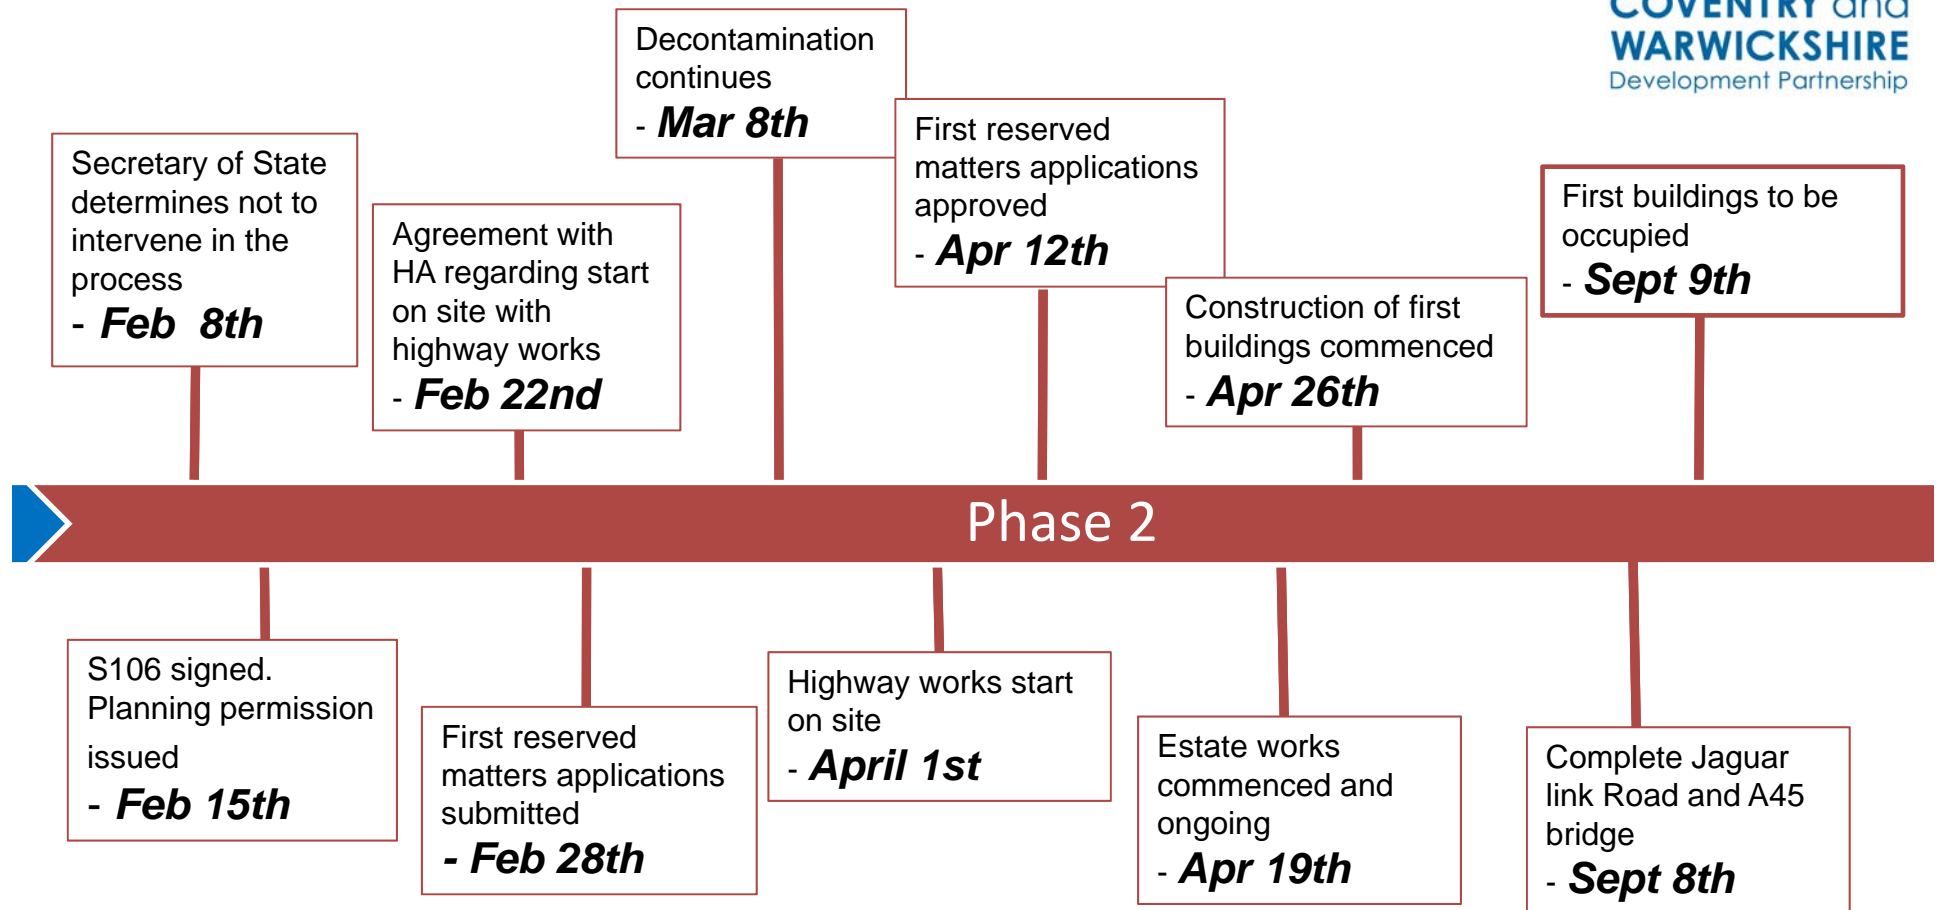 COVENTRY and
WARWICKSHIRE
Development Partnership
Decontamination
continues
- Mar 8th
First reserved
matters applications
approved
- Apr 12th
Secretary of State
determines not to
intervene in the
process
- Feb 8th
Agreement with
HA regarding start
on site with
highway works
- Feb 22nd
First buildings to be
occupied
- Sept 9th
Construction of first
buildings commenced
- Apr 26th
Phase 2
S106 signed.
Planning permission
issued
- Feb 15th
First reserved
matters applications
submitted
- Feb 28th
Highway works start
on site
- April 1st
Estate works
commenced and
ongoing
- Apr 19th
Complete Jaguar
link Road and A45
bridge
- Sept 8th